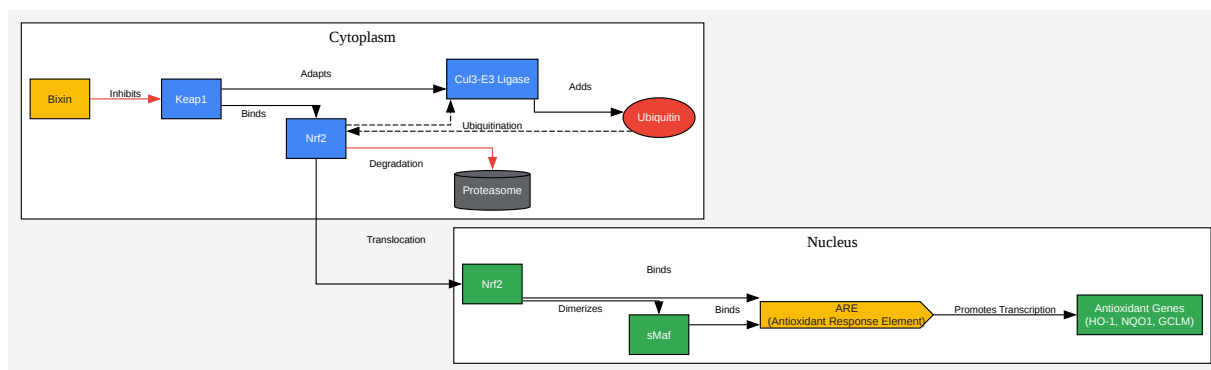 Cytoplasm
Bixin
Inhibits
Keap1
Adapts
Cul3-E3 Ligase
Adds
Ubiquitin
Binds
Nrf2
Ubiquitination
Degradation
Proteasome
Translocation
Nucleus
Nrf2
Binds
Dimerizes
sMaf
Binds
ARE
(Antioxidant Response Element)
Promotes Transcription
Antioxidant Genes
(HO-1, NQO1, GCLM)